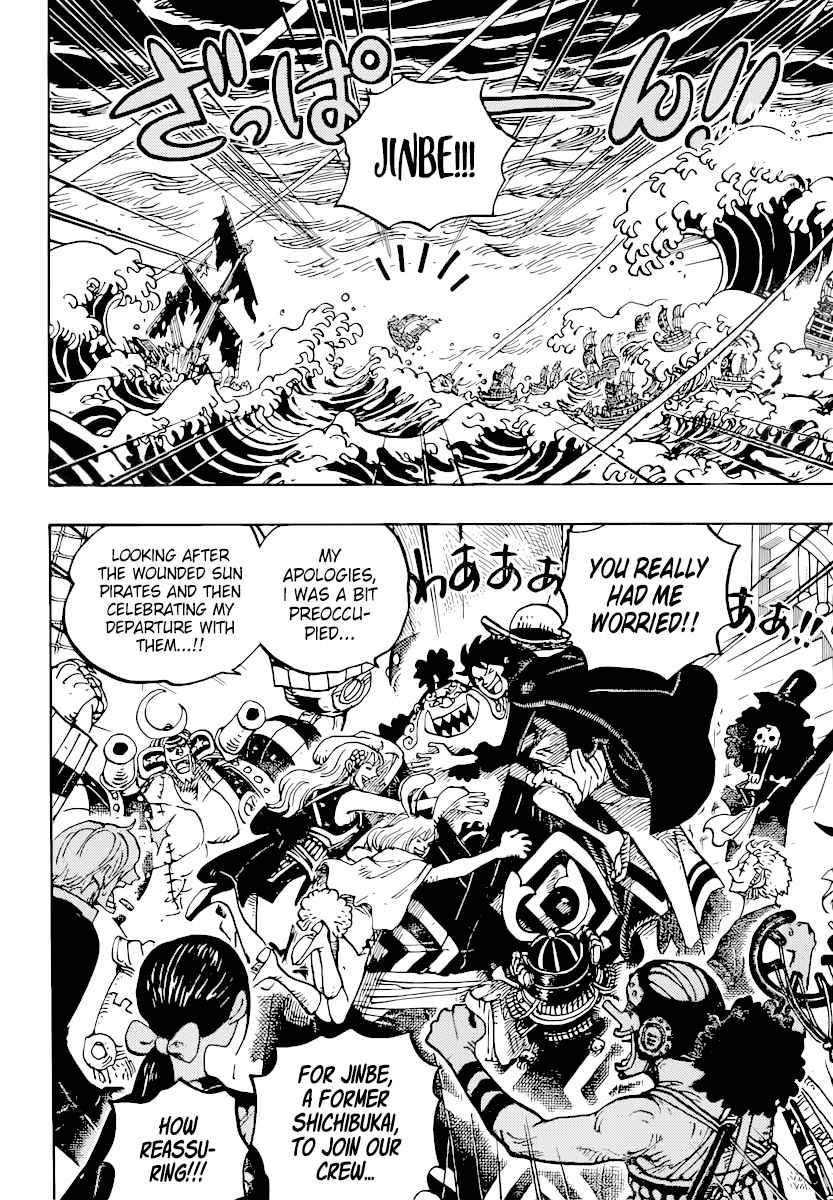 ざっぱーん!!
JINBE!!!
YOU REALLY
HAD ME
WORRIED!!
わあああ
ああ!!
MY
APOLOGIES,
I WAS A BIT
PREOCCU-
PIED...
LOOKING AFTER
THE WOUNDED SUN
PIRATES AND THEN
CELEBRATING MY
DEPARTURE WITH
THEM...!!
FOR JINBE,
A FORMER
SHICHIBUKAI,
TO JOIN OUR
CREW...
HOW
REASSU-
RING!!!